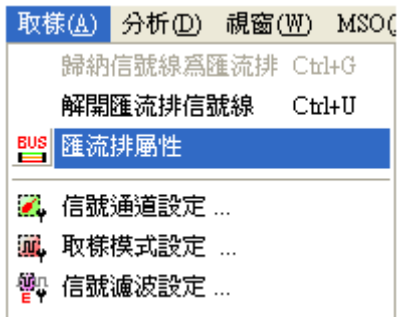 取樣(A) 分析(D) 視窗(W) MSO(
歸納信號線爲匯流排 Ctrl+G
解開匯流排信號線 Ctrl+U
BUS 匯流排屬性
信號通道設定 ...
取樣模式設定 ...
E 信號濾波設定 ...